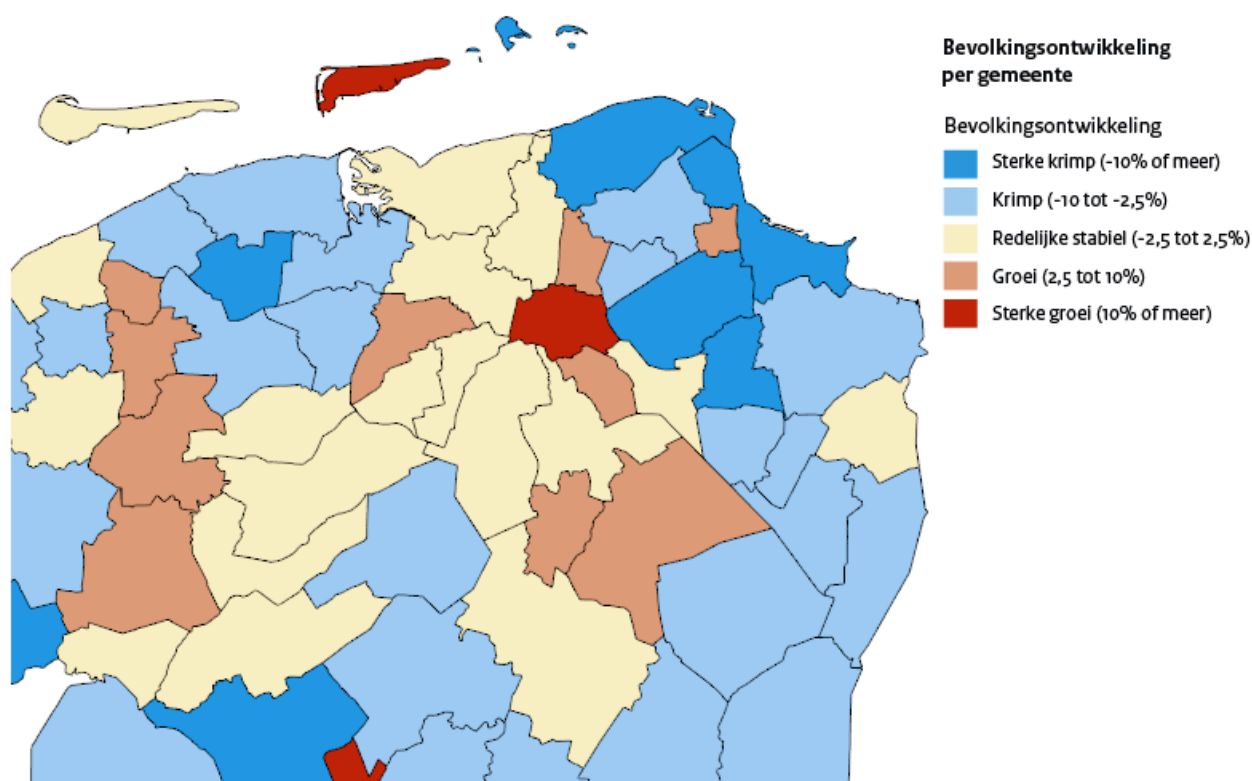 Bevolkingsontwikkeling
per gemeente
Bevolkingsontwikkeling
Sterke krimp (-10% of meer)
Krimp (-10 tot -2,5%)
Redelijke stabiel (-2,5 tot 2,5%)
Groei (2,5 tot 10%)
Sterke groei (10% of meer)